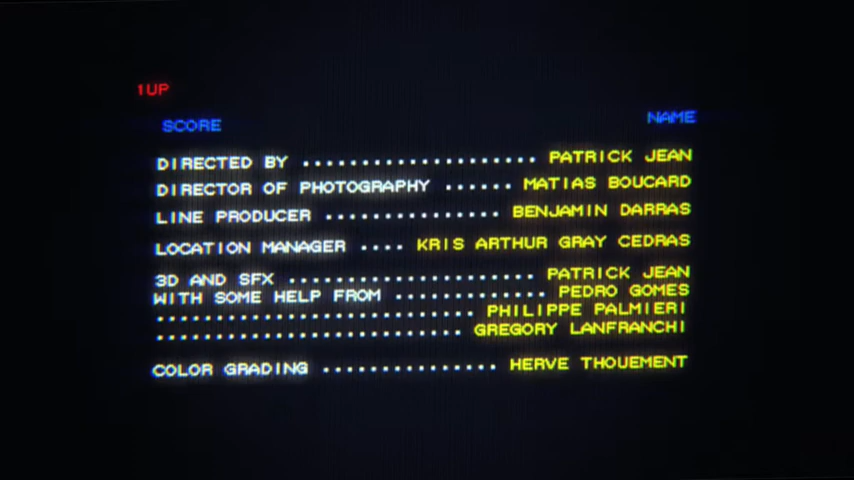 1UP
SCORE NAME
DIRECTED BY .................... PATRICK JEAN
DIRECTOR OF PHOTOGRAPHY ...... MATIAS BOUCARD
LINE PRODUCER ............... BENJAMIN DARRAS
LOCATION MANAGER .... KRIS ARTHUR GRAY CEDRAS
3D AND SFX ..................... PATRICK JEAN
WITH SOME HELP FROM ............. PEDRO GOMES
........................... PHILIPPE PALMIERI
.......................... GREGORY LANFRANCHI
COLOR GRADING ............... HERVE THOUEMENT